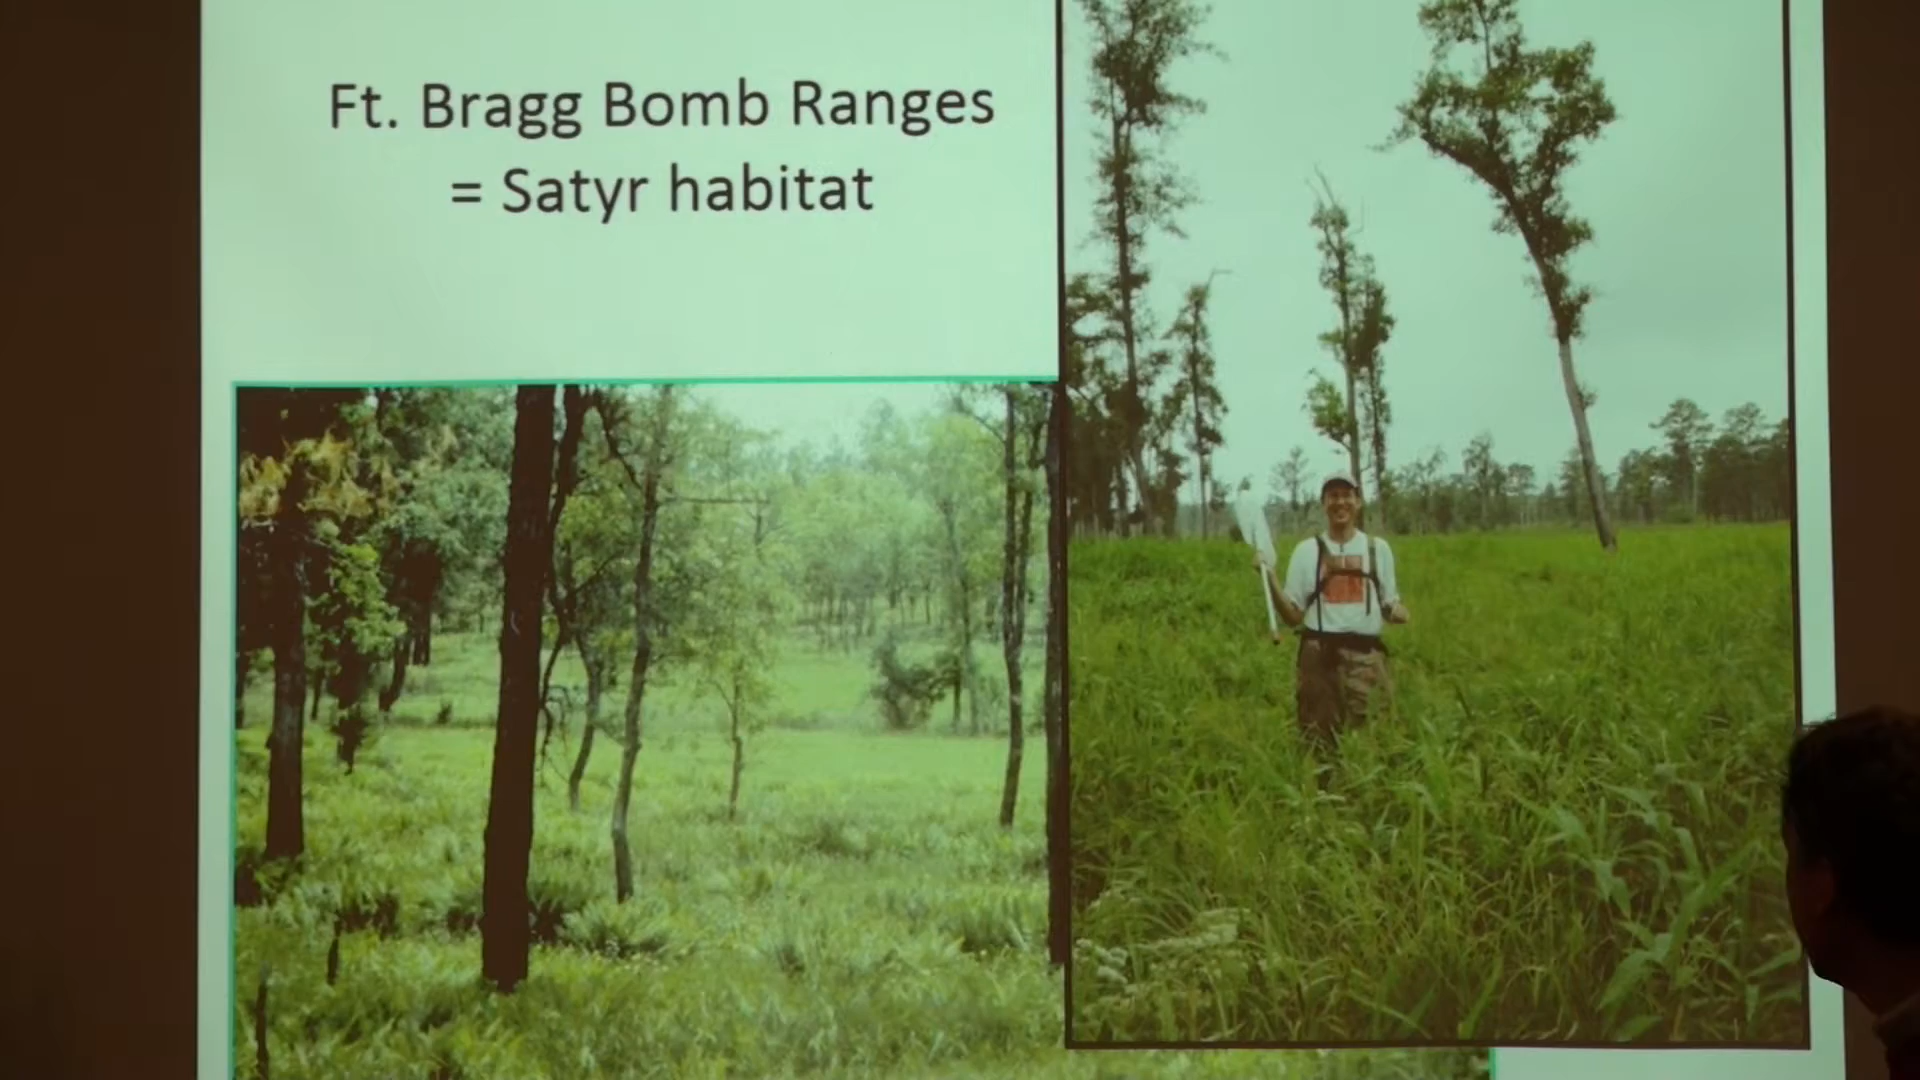 Ft. Bragg Bomb Ranges
= Satyr habitat